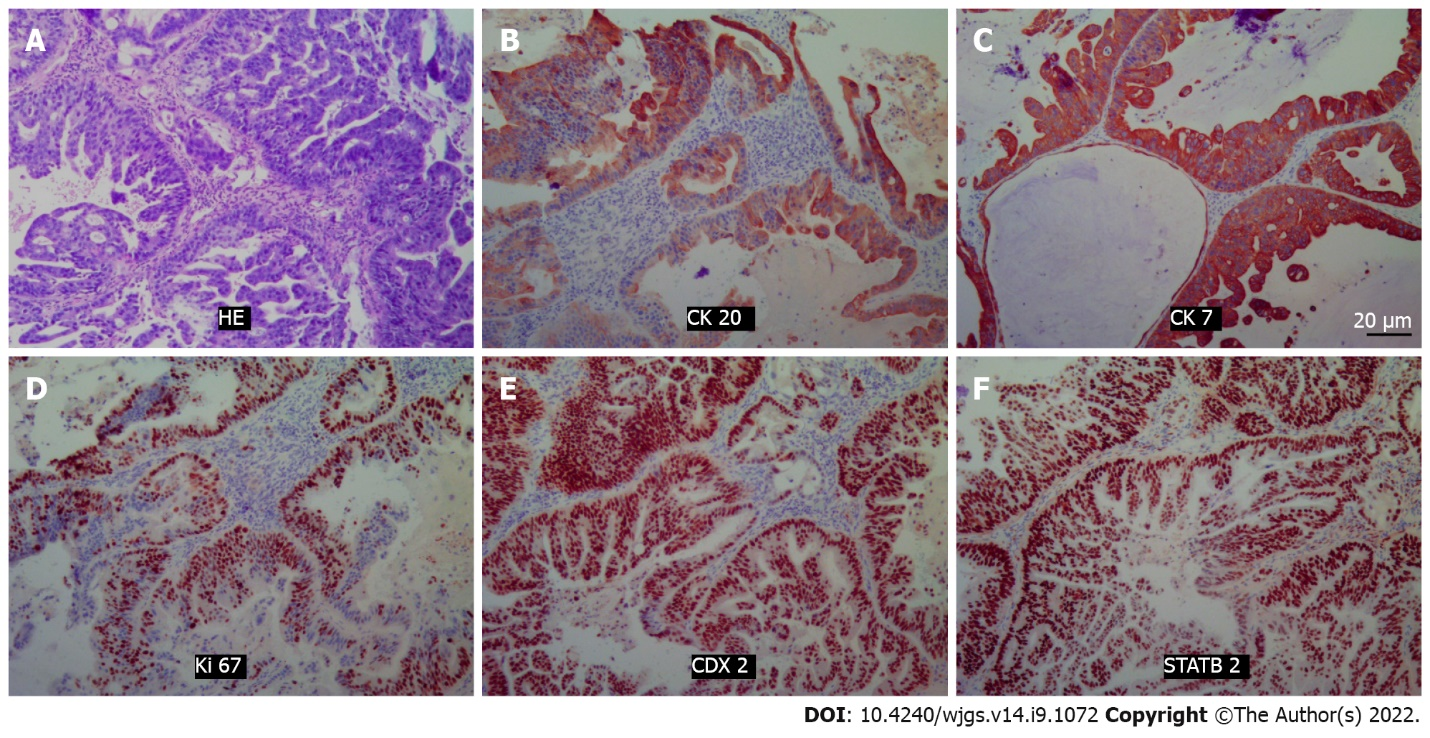 A
B
C
HE
CK 20
CK 7
20 µm
D
E
F
Ki 67
CDX 2
STATB 2
DOI: 10.4240/wjgs.v14.i9.1072 Copyright ©The Author(s) 2022.